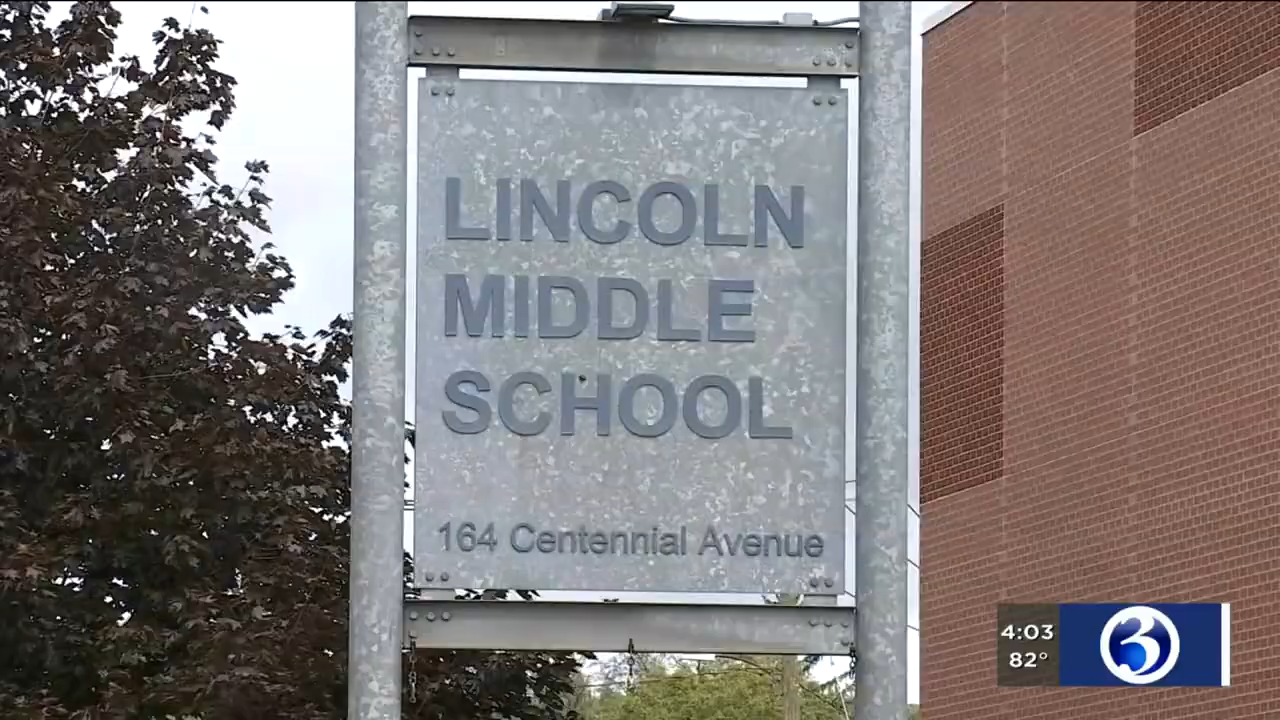 LINCOLN
MIDDLE
SCHOOL
164 Centennial Avenue
4:03
82°
3